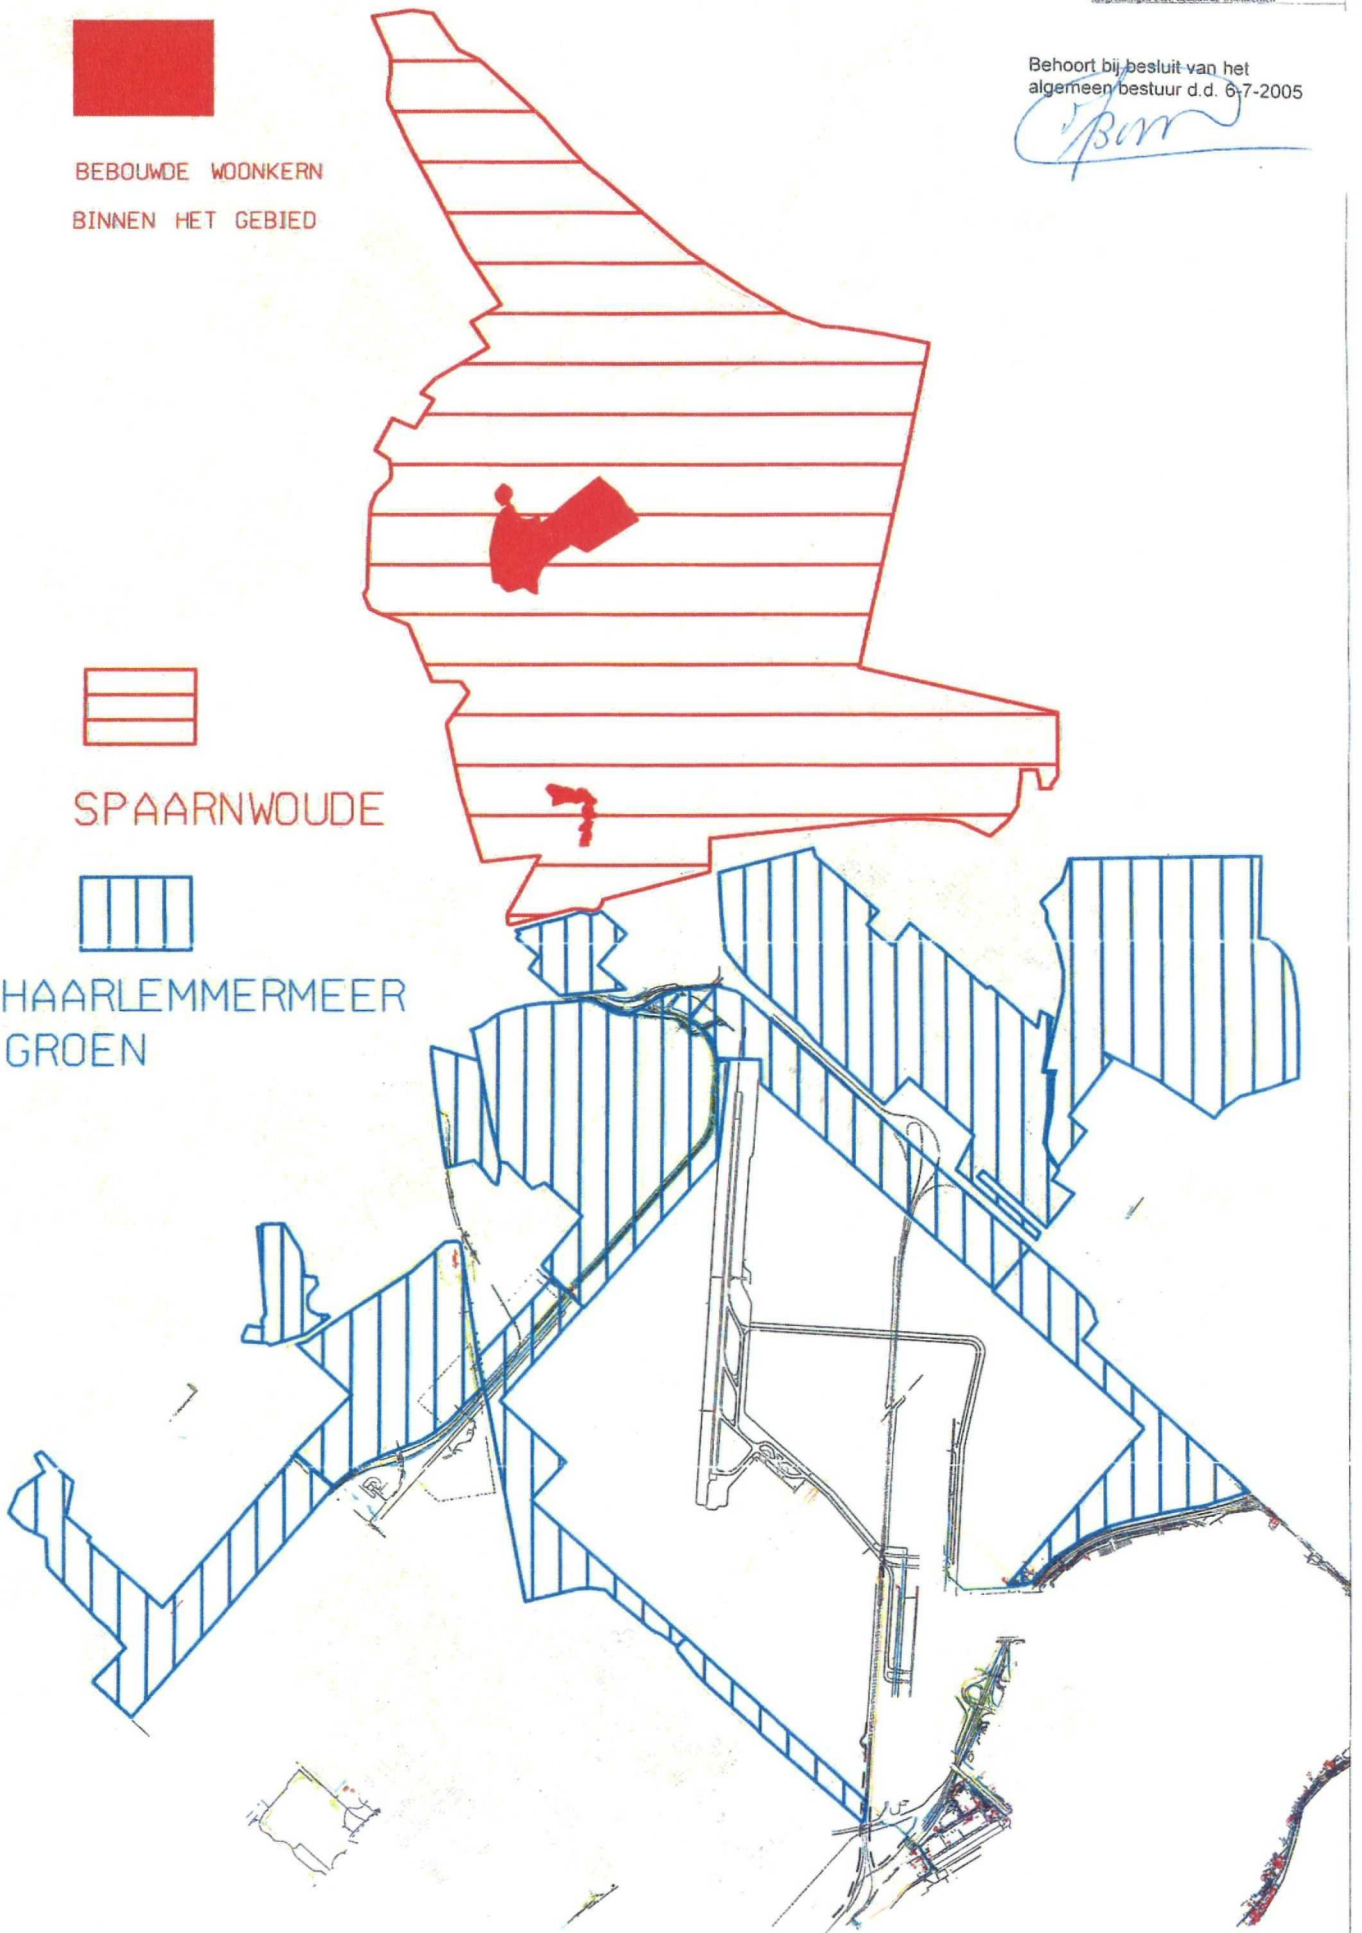 Behoort bij besluit van het
algemeen bestuur d.d. 6-7-2005
BEBOUWDE WOONKERN
BINNEN HET GEBIED
SPAARNWOUDE
HAARLEMMERMEER
GROEN